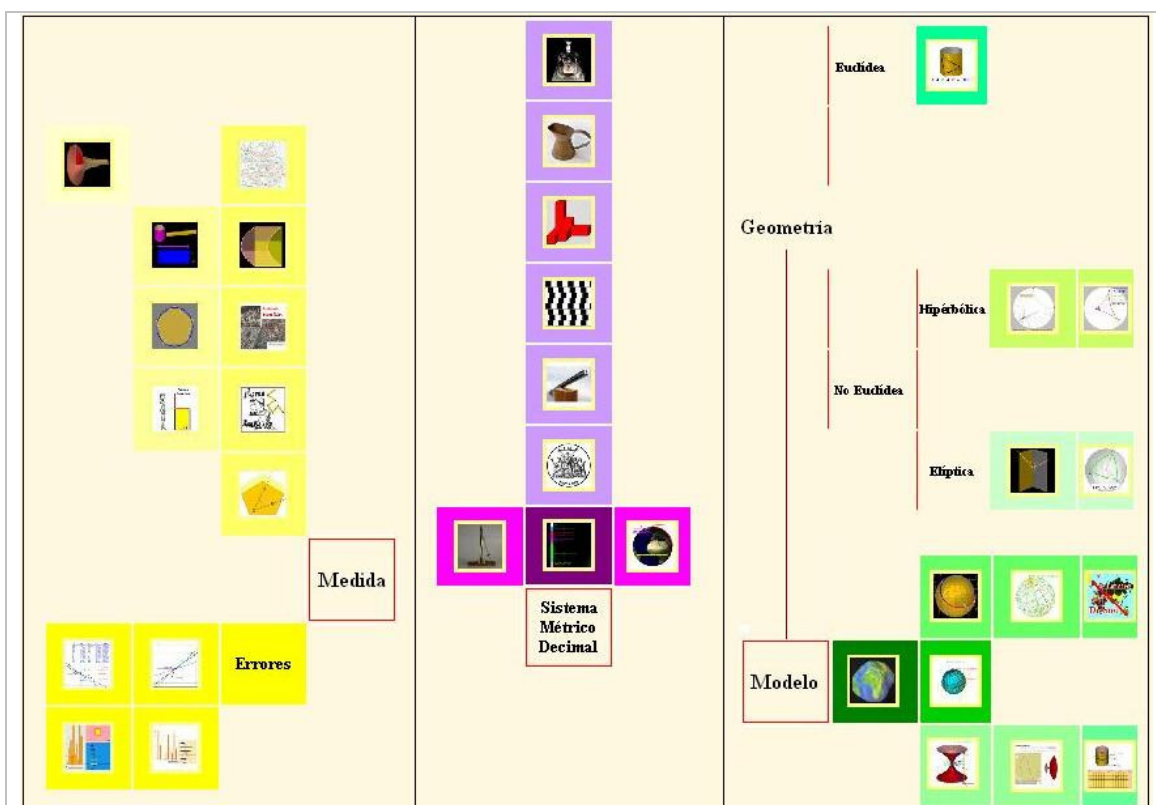 Medida
Errores
Sistema
Métrico
Decimal
Euclídea
Geometría
Hipérbólica
No Euclídea
Elíptica
Modelo